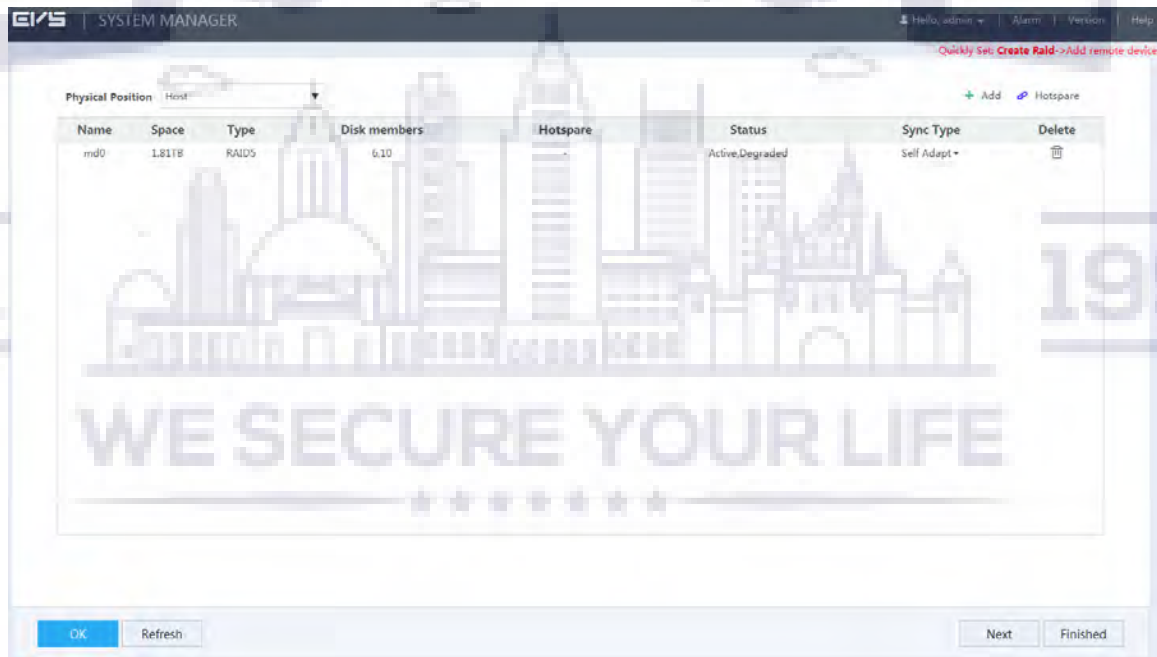 EIVS | SYSTEM MANAGER Hello, admin | Alarm | Version | Help
Quickly Set: Create Raid->Add remote device
Physical Position Host + Add Hotspare
Name Space Type Disk members Hotspare Status Sync Type Delete
md0 1.81TB RAID5 6,10 - Active,Degraded Self Adapt
19
WE SECURE YOUR LIFE
OK Refresh Next Finished